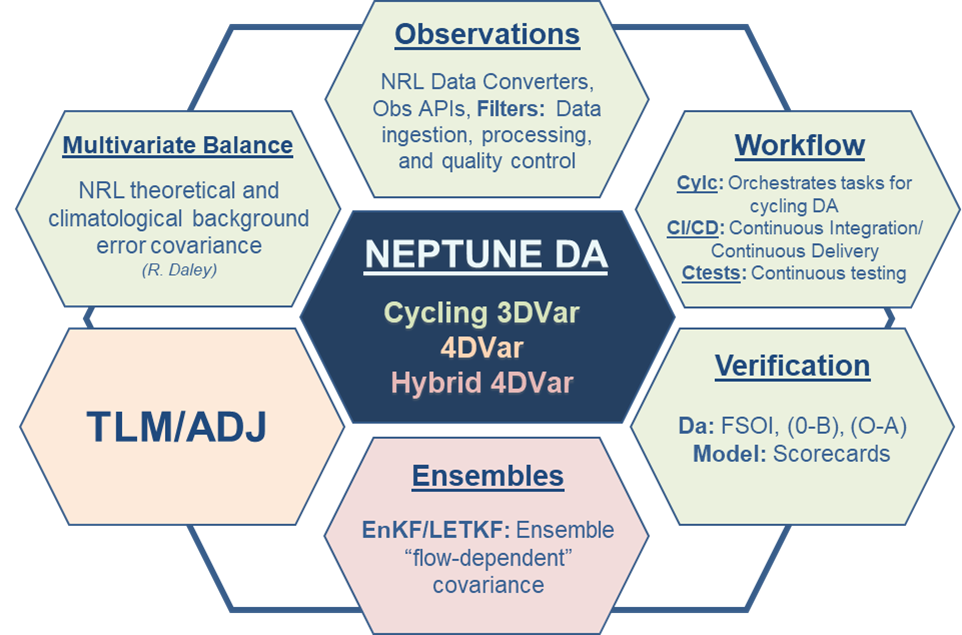 Observations
NRL Data Converters,
Obs APIs, Filters: Data
ingestion, processing,
and quality control
Multivariate Balance
NRL theoretical and
climatological background
error covariance
(R. Daley)
Workflow
Cylc: Orchestrates tasks for
cycling DA
CI/CD: Continuous Integration/
Continuous Delivery
Ctests: Continuous testing
NEPTUNE DA
Cycling 3DVar
4DVar
Hybrid 4DVar
TLM/ADJ
Verification
Da: FSOI, (0-B), (O-A)
Model: Scorecards
Ensembles
EnKF/LETKF: Ensemble
“flow-dependent”
covariance